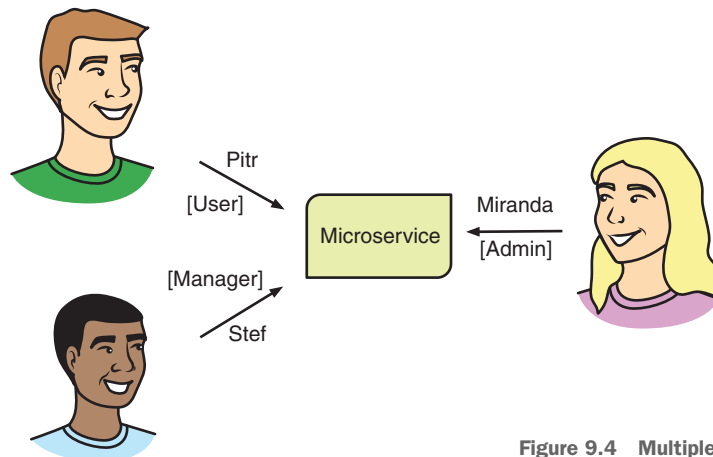 Pitr
[User]
Microservice
Miranda
[Admin]
[Manager]
Stef
Figure 9.4 Multiple